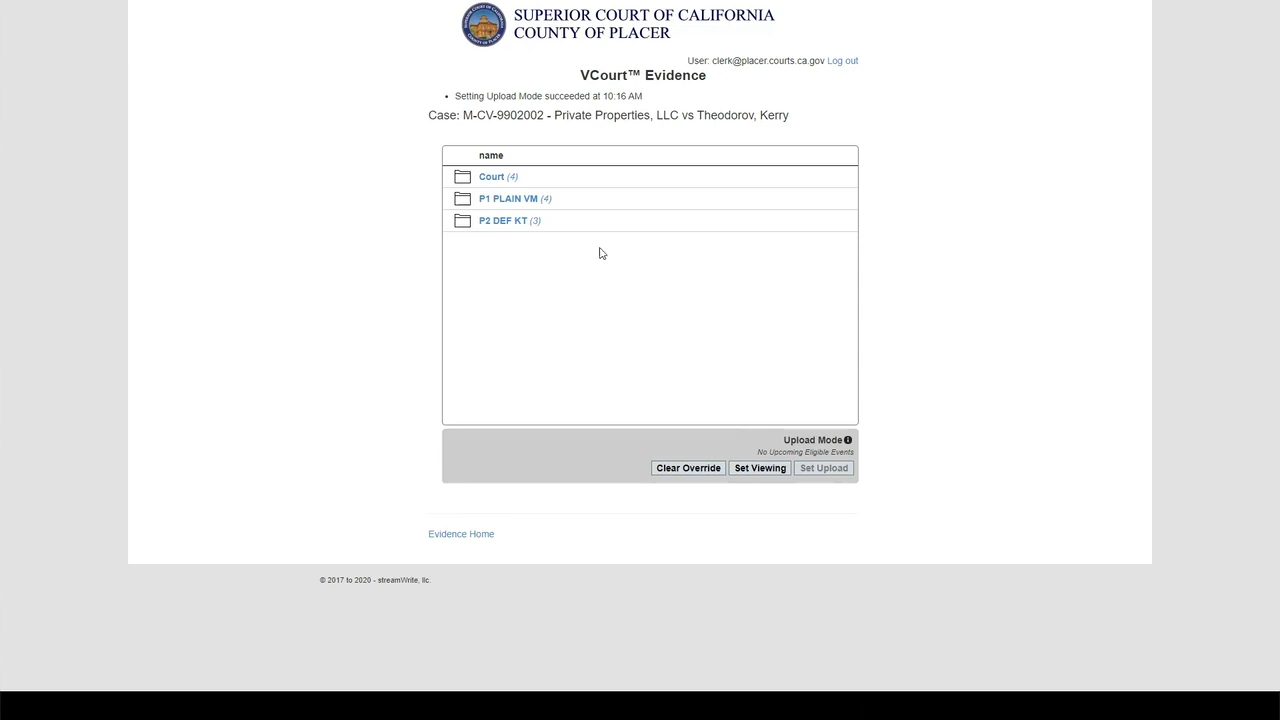 SUPERIOR COURT OF CALIFORNIA
COUNTY OF PLACER
User: clerk@placer.courts.ca.gov Log out
VCourt™ Evidence
• Setting Upload Mode succeeded at 10:16 AM
Case: M-CV-9902002 - Private Properties, LLC vs Theodorov, Kerry
name
Court (4)
P1 PLAIN VM (4)
P2 DEF KT (3)
Upload Mode
No Upcoming Eligible Events
Clear Override Set Viewing Set Upload
Evidence Home
© 2017 to 2020 - streamWrite, llc.